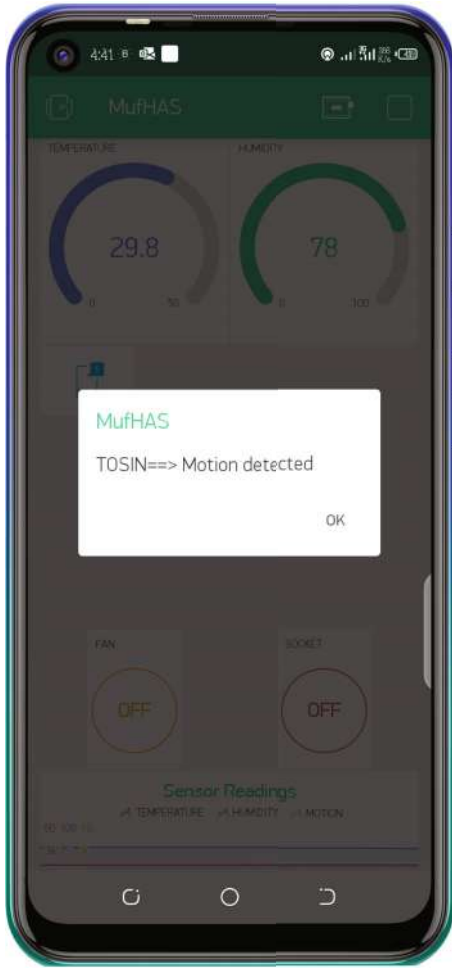 4:41
MufHAS
TEMPERATURE
HUMIDITY
29.8
78
0
50
0
100
MufHAS
TOSIN==> Motion detected
OK
FAN
SOCKET
OFF
OFF
Sensor Readings
TEMPERATURE HUMIDITY MOTION